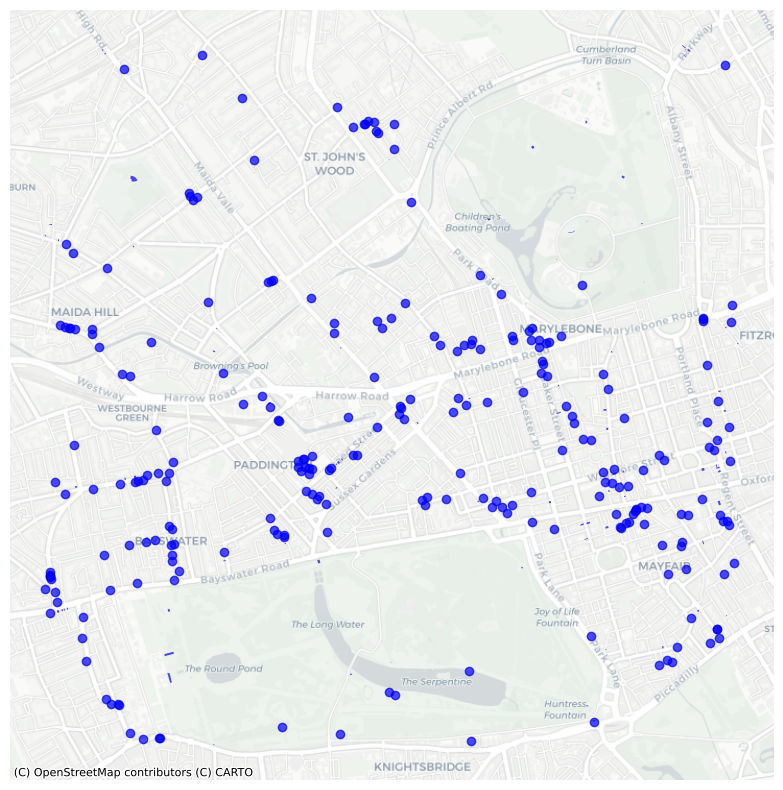 High Rd.
Cumberland
Turn Basin
Parkway
Prince Albert Rd.
Albany Street
ST. JOHN'S
WOOD
BURN
Maida Vale
Children's
Boating Pond
Park Road
MAIDA HILL
MARYLEBONE
Marylebone Road
FITZRO
Browning's Pool
Marylebone Road
Portland Place
Westway
Harrow Road
Harrow Road
WESTBOURNE
GREEN
Gloucester Pl
Baker Street
PADDINGT
Sussex Gardens
Oxford
Regent Street
BAYSWATER
Bayswater Road
MAYFAIR
Park Lane
Joy of Life
Fountain
The Long Water
ST
Park Lane
The Round Pond
The Serpentine
Piccadilly
Huntress
Fountain
KNIGHTSBRIDGE
(C) OpenStreetMap contributors (C) CARTO